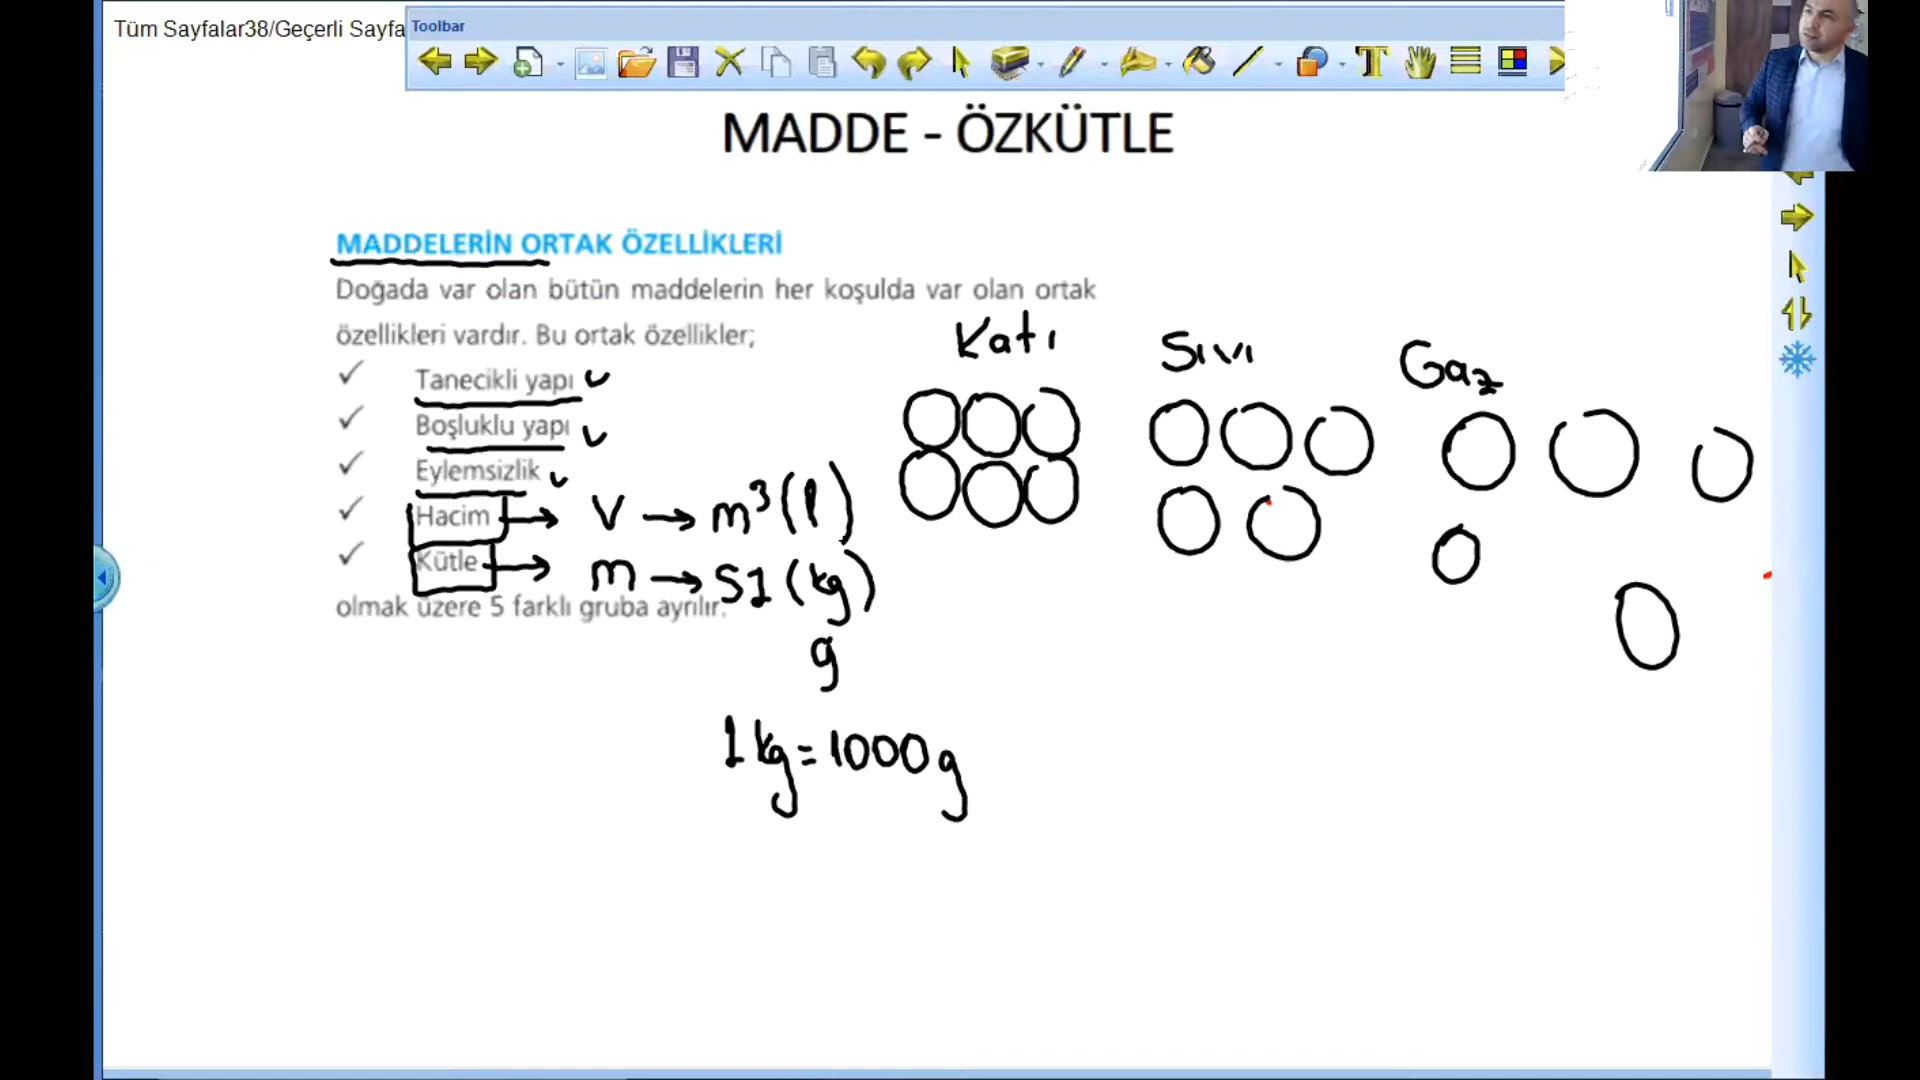 Tüm Sayfalar38/Geçerli Sayfa
Toolbar
MADDE - ÖZKÜTLE
MADDELERİN ORTAK ÖZELLİKLERİ
Doğada var olan bütün maddelerin her koşulda var olan ortak
özellikleri vardır. Bu ortak özellikler;
Katı
Sıvı
Gaz
✓ Tanecikli yapı
✓ Boşluklu yapı
✓ Eylemsizlik
✓ Hacim → V → m³ (l)
✓ Kütle → m → SI (kg)
olmak üzere 5 farklı gruba ayrılır.
g
1 kg = 1000 g